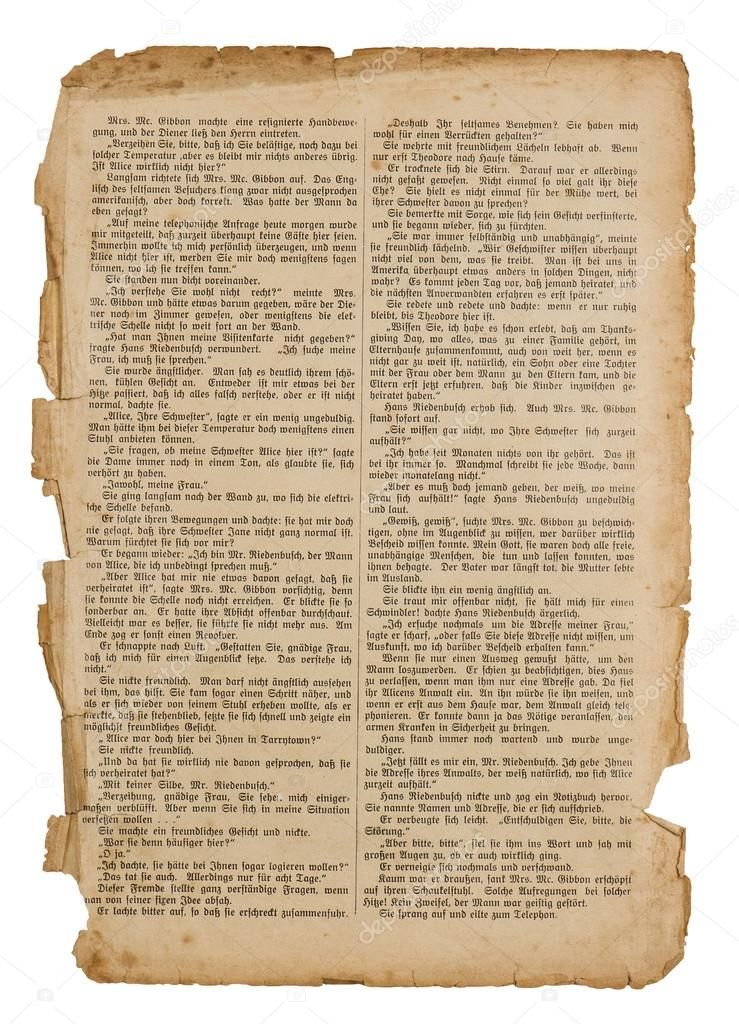 Mrs. Mc. Gibbon machte eine resignierte Handbewe-
gung, und der Diener ließ den Herrn eintreten.
„Verzeihen Sie, bitte, daß ich Sie belästige, noch dazu bei
solcher Temperatur ,aber es bleibt mir nichts anderes übrig.
Ist Alice wirklich nicht hier?“
Langsam richtete sich Mrs. Mc. Gibbon auf. Das Eng-
lisch des seltsamen Besuchers klang zwar nicht ausgesprochen
amerikanisch, aber doch korrekt. Was hatte der Mann da
eben gesagt?
„Auf meine telephonische Anfrage heute morgen wurde
mir mitgeteilt, daß zurzeit überhaupt keine Gäste hier seien.
Immerhin wollte ich mich persönlich überzeugen, und wenn
Alice nicht hier ist, werden Sie mir doch wenigstens sagen
können, wo ich sie treffen kann.“
Sie standen nun dicht voreinander.
„Ich verstehe Sie wohl nicht recht?“ meinte Mrs.
Mc. Gibbon und hätte etwas darum gegeben, wäre der Die-
ner noch im Zimmer gewesen, oder wenigstens die elek-
trische Schelle nicht so weit fort an der Wand.
„Hat man Ihnen meine Visitenkarte nicht gegeben?“
fragte Hans Riedenbusch verwundert. „Ich suche meine
Frau, ich muß sie sprechen.“
Sie wurde ängstlicher. Man sah es deutlich ihrem schö-
nen, kühlen Gesicht an. Entweder ist mir etwas bei der
Hitze passiert, daß ich alles falsch verstehe, oder er ist nicht
normal, dachte sie.
„Alice, Ihre Schwester“, sagte er ein wenig ungeduldig.
Man hätte ihm bei dieser Temperatur doch wenigstens einen
Stuhl anbieten können.
„Sie fragen, ob meine Schwester Alice hier ist?“ sagte
die Dame immer noch in einem Ton, als glaubte sie, sich
verhört zu haben.
„Jawohl, meine Frau.“
Sie ging langsam nach der Wand zu, wo sich die elektri-
sche Schelle befand.
Er folgte ihren Bewegungen und dachte: sie hat mir doch
nie gesagt, daß ihre Schwester Jane nicht ganz normal ist.
Warum fürchtet sie sich vor mir?
Er begann wieder: „Ich bin Mr. Riedenbusch, der Mann
von Alice, die ich unbedingt sprechen muß.“
„Aber Alice hat mir nie etwas davon gesagt, daß sie
verheiratet ist“, sagte Mrs. Mc. Gibbon vorsichtig, denn
sie konnte die Schelle noch nicht erreichen. Er blickte sie so
sonderbar an. Er hatte ihre Absicht offenbar durchschaut.
Vielleicht war es besser, sie führte sie nicht mehr aus. Am
Ende zog er sonst einen Revolver.
Er schnappte nach Luft. „Gestatten Sie, gnädige Frau,
daß ich mich für einen Augenblick setze. Das verstehe ich
nicht.“
Sie nickte freundlich. Man darf nicht ängstlich aussehen
bei ihm, das hilft. Sie kam sogar einen Schritt näher, und
als er sich wieder von seinem Stuhl erheben wollte, als er
merkte, daß sie stehenblieb, setzte sie sich schnell und zeigte ein
möglichst freundliches Gesicht.
„ Alice war doch hier bei Ihnen in Tarrytown?“
Sie nickte freundlich.
„Und da hat sie wirklich nie davon gesprochen, daß sie
sich verheiratet hat?“
„Mit keiner Silbe, Mr. Riedenbusch.“
„Verzeihung, gnädige Frau, Sie sehen mich einiger-
maßen verblüfft. Aber wenn Sie sich in meine Situation
versetzen wollen . . .“
Sie machte ein freundliches Gesicht und nickte.
„War sie denn häufiger hier?“
„O ja.“
„Ich dachte, sie hätte bei Ihnen sogar logieren wollen?“
„Das tat sie auch. Allerdings nur für acht Tage.“
Dieser Fremde stellte ganz verständige Fragen, wenn
man von seiner fixen Idee absah.
Er lachte bitter auf, so daß sie erschreckt zusammenfuhr.
„Deshalb Ihr seltsames Benehmen? Sie haben mich
wohl für einen Verrückten gehalten?“
Sie wehrte mit freundlichem Lächeln lebhaft ab. Wenn
nur erst Theodore nach Hause käme.
Er trocknete sich die Stirn. Darauf war er allerdings
nicht gefaßt gewesen. Nicht einmal so viel galt ihr diese
Ehe? Sie hielt es nicht einmal für der Mühe wert, bei
ihrer Schwester davon zu sprechen?
Sie bemerkte mit Sorge, wie sich sein Gesicht verfinsterte,
und sie begann wieder, sich zu fürchten.
„Sie war immer selbständig und unabhängig“, meinte
sie freundlich lächelnd. „Wir Geschwister wissen überhaupt
nicht viel von dem, was sie treibt. Man ist bei uns in
Amerika überhaupt etwas anders in solchen Dingen, nicht
wahr? Es kommt jeden Tag vor, daß jemand heiratet, und
die nächsten Anverwandten erfahren es erst später.“
Sie redete und redete und dachte: wenn er nur ruhig
bleibt, bis Theodore hier ist.
„Wissen Sie, ich habe es schon erlebt, daß am Thanks-
giving Day, wo alles, was zu einer Familie gehört, im
Elternhause zusammenkommt, auch von weit her, wenn es
nicht gar zu weit ist, natürlich, ein Sohn oder eine Tochter
mit der Frau oder dem Mann zu den Eltern kam, und die
Eltern erst jetzt erfuhren, daß die Kinder inzwischen ge-
heiratet haben.“
Hans Riedenbusch erhob sich. Auch Mrs. Mc. Gibbon
stand sofort auf.
„Sie wissen gar nicht, wo Ihre Schwester sich zurzeit
aufhält?“
„Ich habe seit Monaten nichts von ihr gehört. Das ist
bei ihr immer so. Manchmal schreibt sie jede Woche, dann
wieder monatelang nicht.“
„Aber es muß doch jemand geben, der weiß, wo meine
Frau sich aufhält!“ sagte Hans Riedenbusch ungeduldig
und laut.
„Gewiß, gewiß“, suchte Mrs. Mc. Gibbon zu beschwich-
tigen, ohne im Augenblick zu wissen, wer darüber wirklich
Bescheid wissen konnte. Mein Gott, sie waren doch alle freie,
unabhängige Menschen, die tun und lassen konnten, was
ihnen behagte. Der Vater war längst tot, die Mutter lebte
im Ausland.
Sie blickte ihn ein wenig ängstlich an.
Sie traut mir offenbar nicht, sie hält mich für einen
Schwindler! dachte Hans Riedenbusch ärgerlich.
„Ich ersuche nochmals um die Adresse meiner Frau,“
sagte er scharf, „oder falls Sie diese Adresse nicht wissen, um
Auskunft, wo ich darüber Bescheid erhalten kann.“
Wenn sie nur einen Ausweg gewußt hätte, um den
Mann loszuwerden. Er schien zu beabsichtigen, dies Haus
zu verlassen, wenn man ihm nur eine Adresse gab. Da fiel
ihr Alicens Anwalt ein. An ihn würde sie ihn weisen, und
wenn er erst aus dem Hause war, dem Anwalt gleich tele-
phonieren. Er konnte dann ja das Nötige veranlassen, den
armen Kranken in Sicherheit zu bringen.
Hans stand immer noch wartend und wurde unge-
duldiger.
„Jetzt fällt es mir ein, Mr. Riedenbusch. Ich gebe Ihnen
die Adresse ihres Anwalts, der weiß natürlich, wo sich Alice
zurzeit aufhält.“
Hans Riedenbusch nickte und zog ein Notizbuch hervor.
Sie nannte Namen und Adresse, die er sich aufschrieb.
Er verbeugte sich leicht. „Entschuldigen Sie, bitte, die
Störung.“
„Aber bitte, bitte“, fiel sie ihm ins Wort und sah mit
großen Augen zu, ob er auch wirklich ging.
Er verneigte sich nochmals und verschwand.
Kaum war er draußen, sank Mrs. Mc. Gibbon erschöpft
auf ihren Schaukelstuhl. Solche Aufregungen bei solcher
Hitze! Kein Zweifel, der Mann war geistig gestört.
Sie sprang auf und eilte zum Telephon.
depositphotos